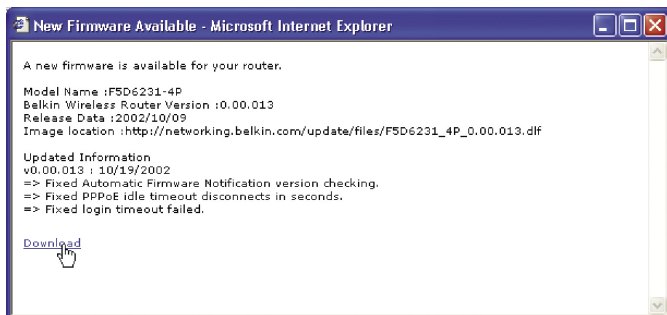 New Firmware Available - Microsoft Internet Explorer
A new firmware is available for your router.
Model Name :F5D6231-4P
Belkin Wireless Router Version :0.00.013
Release Data :2002/10/09
Image location :http://networking.belkin.com/update/files/F5D6231_4P_0.00.013.dlf
Updated Information
v0.00.013 : 10/19/2002
=> Fixed Automatic Firmware Notification version checking.
=> Fixed PPPoE idle timeout disconnects in seconds.
=> Fixed login timeout failed.
Download